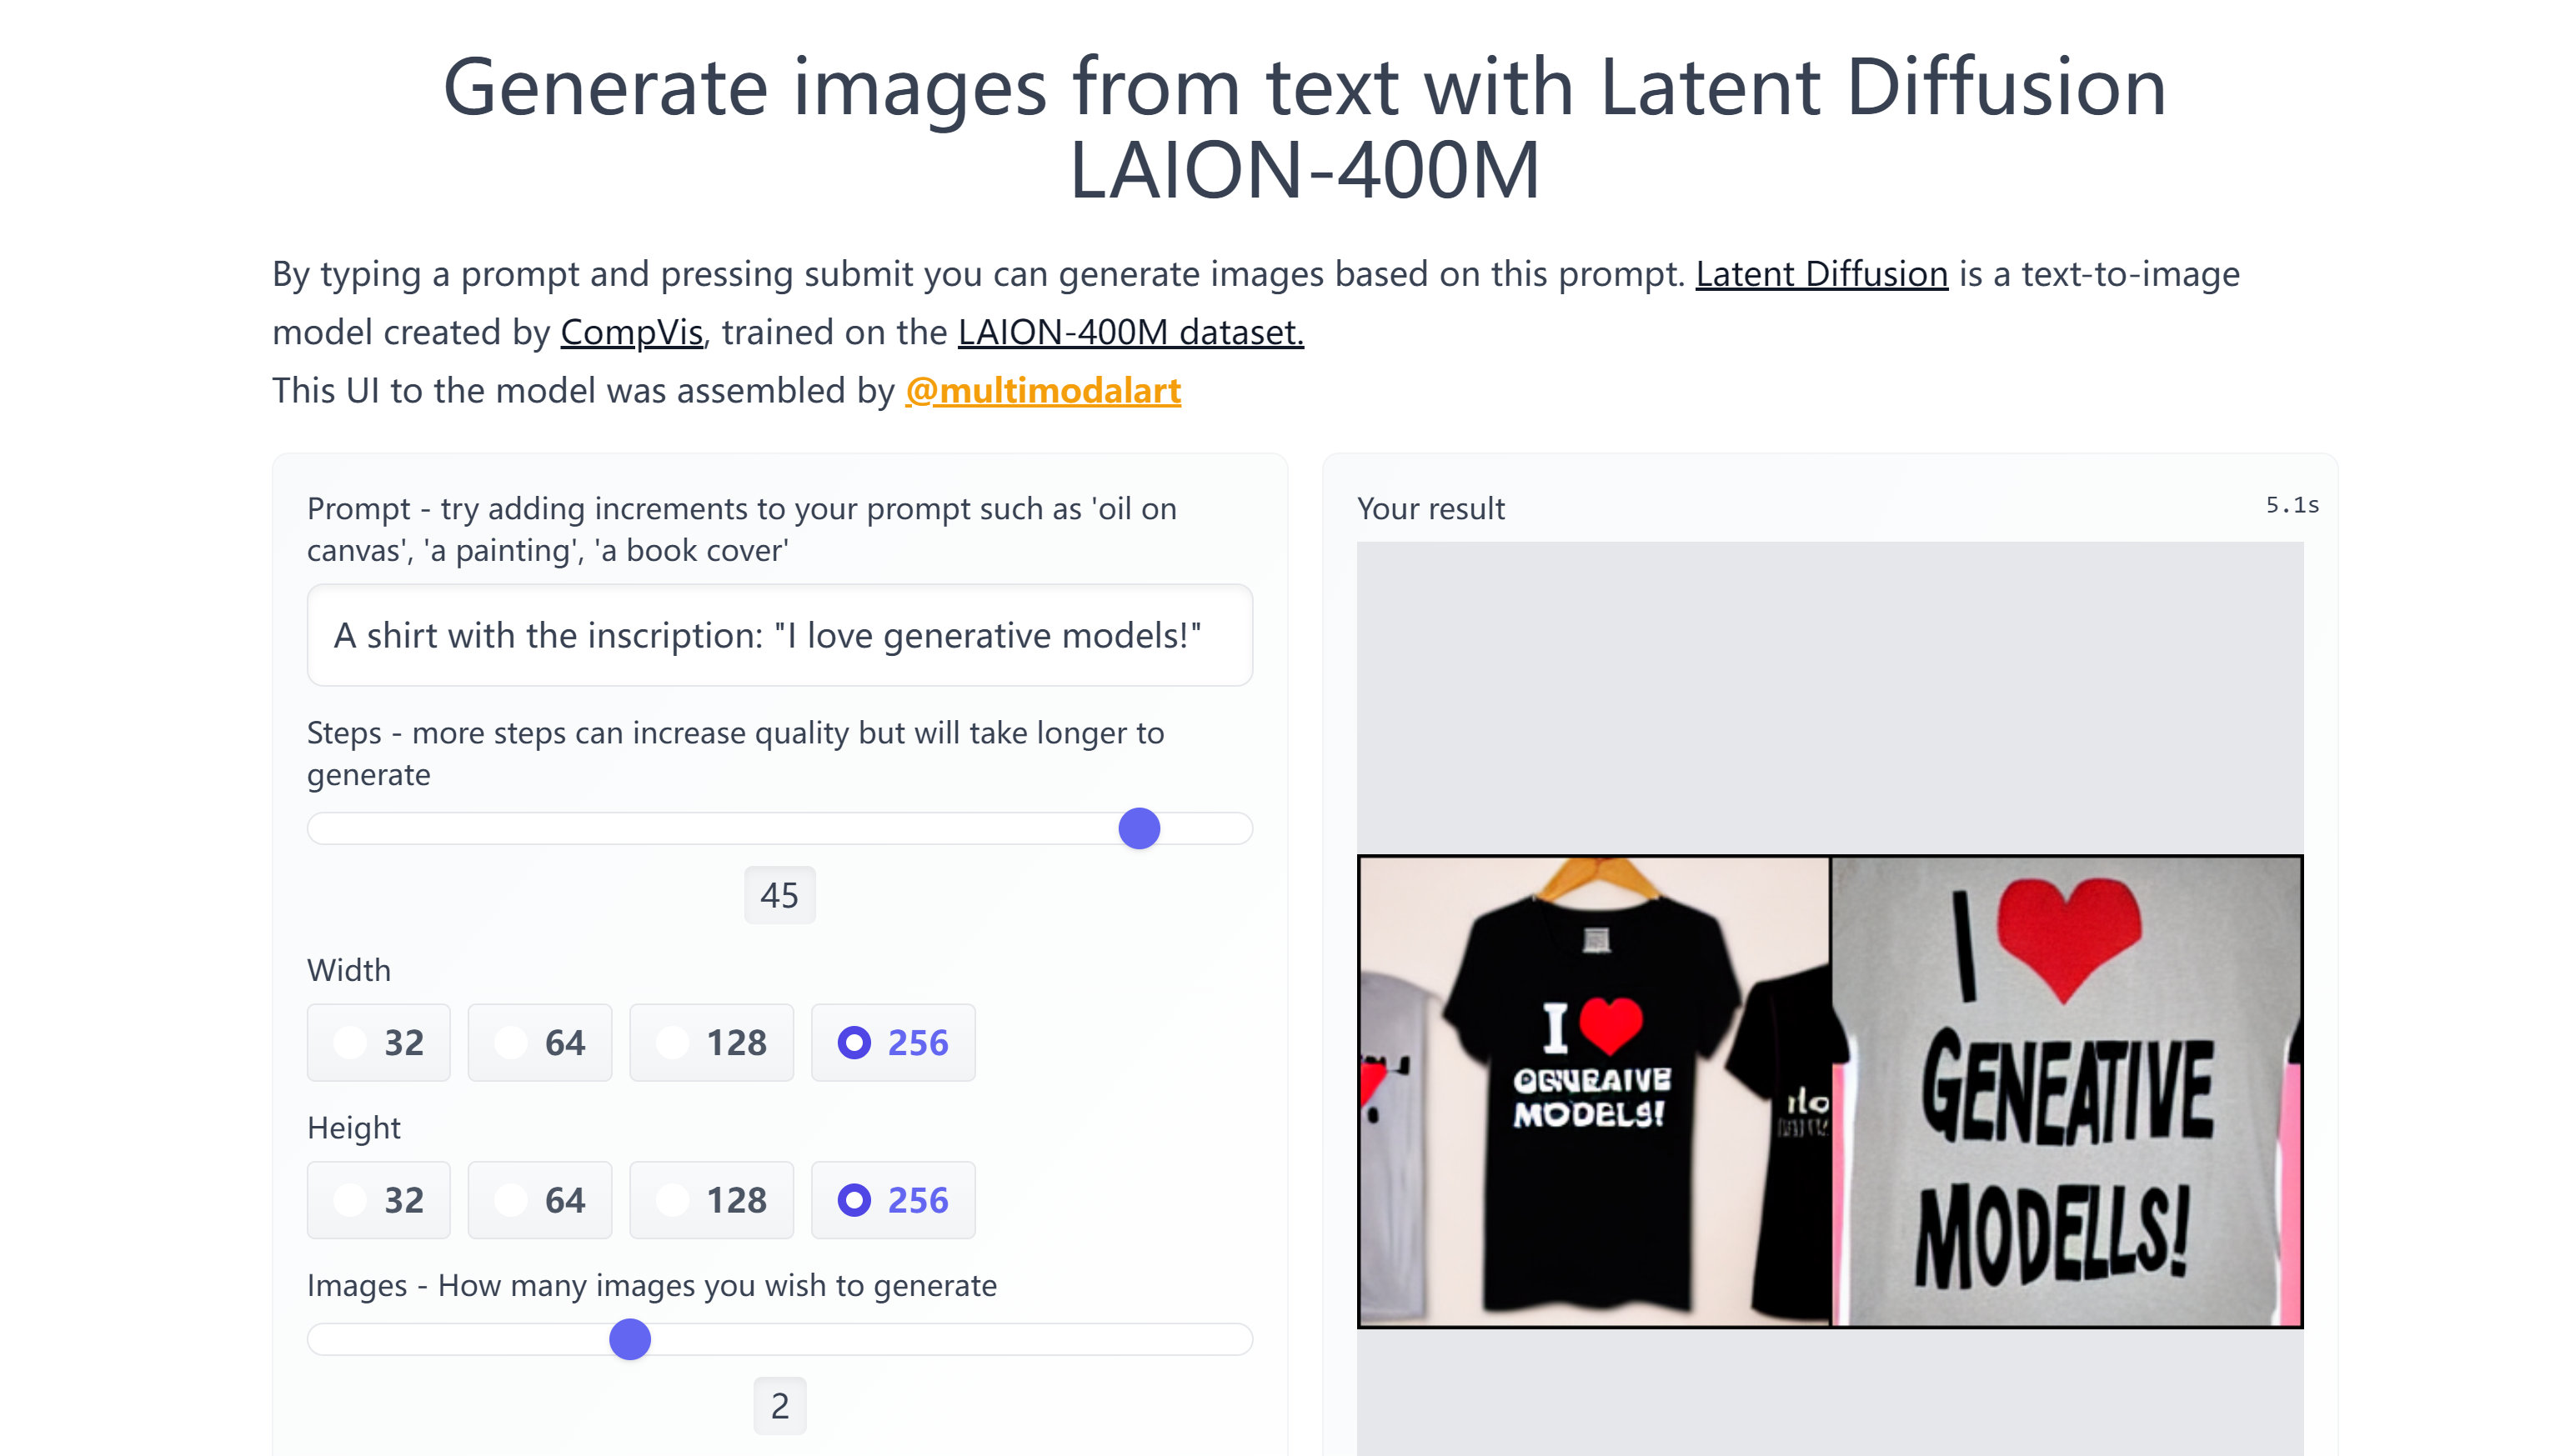 Generate images from text with Latent Diffusion
LAION-400M
By typing a prompt and pressing submit you can generate images based on this prompt. Latent Diffusion is a text-to-image
model created by CompVis, trained on the LAION-400M dataset.
This UI to the model was assembled by @multimodalart
Prompt - try adding increments to your prompt such as 'oil on
canvas', 'a painting', 'a book cover'
A shirt with the inscription: "I love generative models!"
Steps - more steps can increase quality but will take longer to
generate
45
Width
32 64 128 256
Height
32 64 128 256
Images - How many images you wish to generate
2
Your result 5.1s
I
MODELS!
I
GENEATIVE
MODELLS!